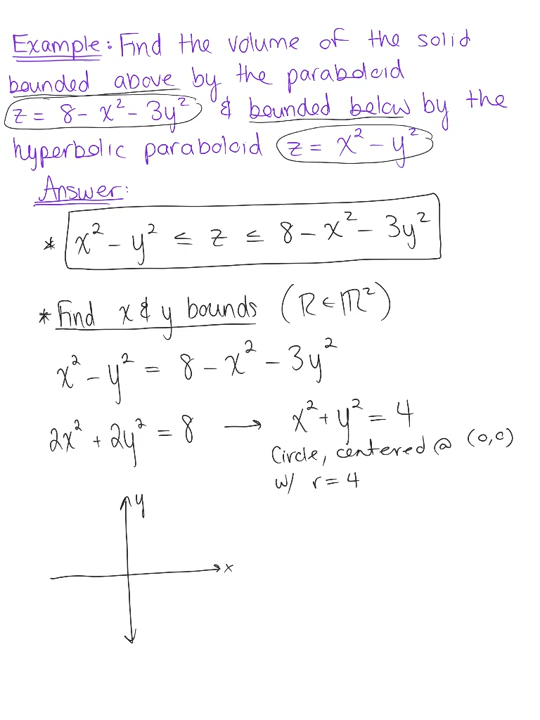 Example: Find the volume of the solid
bounded above by the paraboloid
z = 8 - x² - 3y² & bounded below by the
hyperbolic paraboloid z = x² - y²
Answer:
* x² - y² ≤ z ≤ 8 - x² - 3y²
* Find x & y bounds (R ∈ ℝ²)
x² - y² = 8 - x² - 3y²
2x² + 2y² = 8 → x² + y² = 4
Circle, centered @ (0,0)
w/ r = 4
y
x